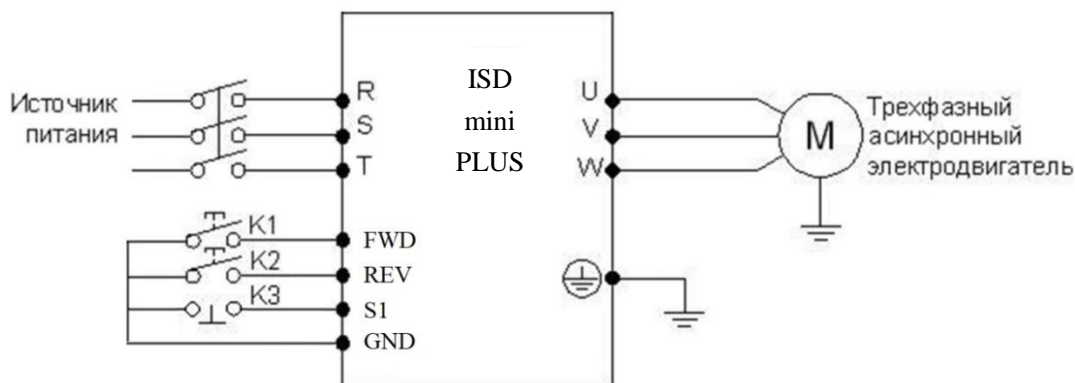 Источник
питания
R
S
T
ISD
mini
PLUS
U
V
W
M
Трехфазный
асинхронный
электродвигатель
K1
K2
K3
FWD
REV
S1
GND